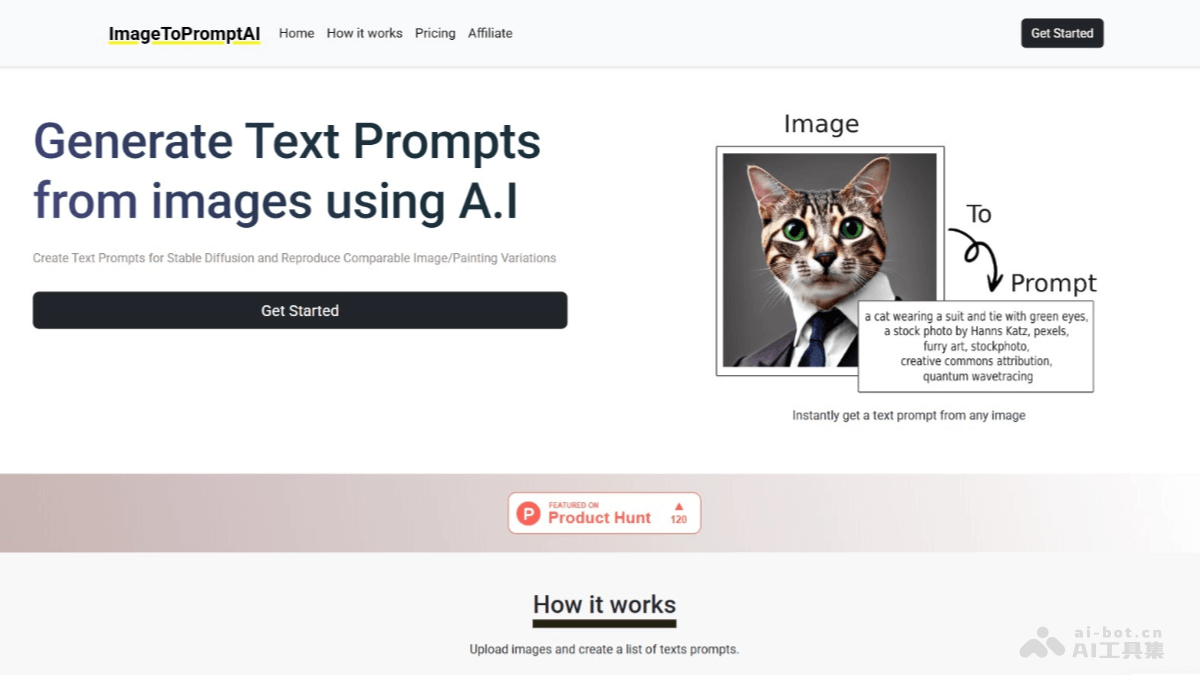 ImageToPromptAI Home How it works Pricing Affiliate Get Started
Generate Text Prompts
from images using A.I
Create Text Prompts for Stable Diffusion and Reproduce Comparable Image/Painting Variations
Get Started
Image
To
Prompt
a cat wearing a suit and tie with green eyes,
a stock photo by Hanns Katz, pexels,
furry art, stockphoto,
creative commons attribution,
quantum wavetracing
Instantly get a text prompt from any image
P
FEATURED ON
Product Hunt
120
How it works
Upload images and create a list of texts prompts.
ai-bot.cn
AI工具集